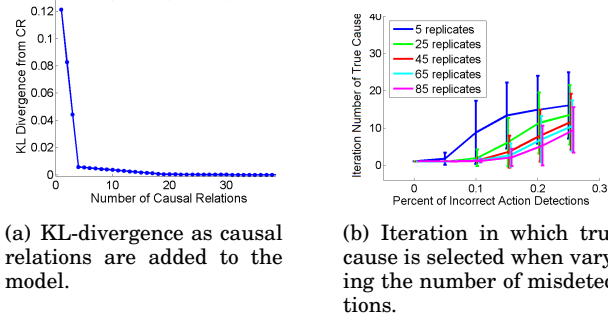 0.12
0.1
0.08
0.06
0.04
0.02
0
0
10
20
30
KL Divergence from CR
Number of Causal Relations
40
30
20
10
0
0
0.1
0.2
0.3
Iteration Number of True Cause
Percent of Incorrect Action Detections
5 replicates
25 replicates
45 replicates
65 replicates
85 replicates
(a) KL-divergence as causal
relations are added to the
model.
(b) Iteration in which tru
cause is selected when vary
ing the number of misdetec
tions.